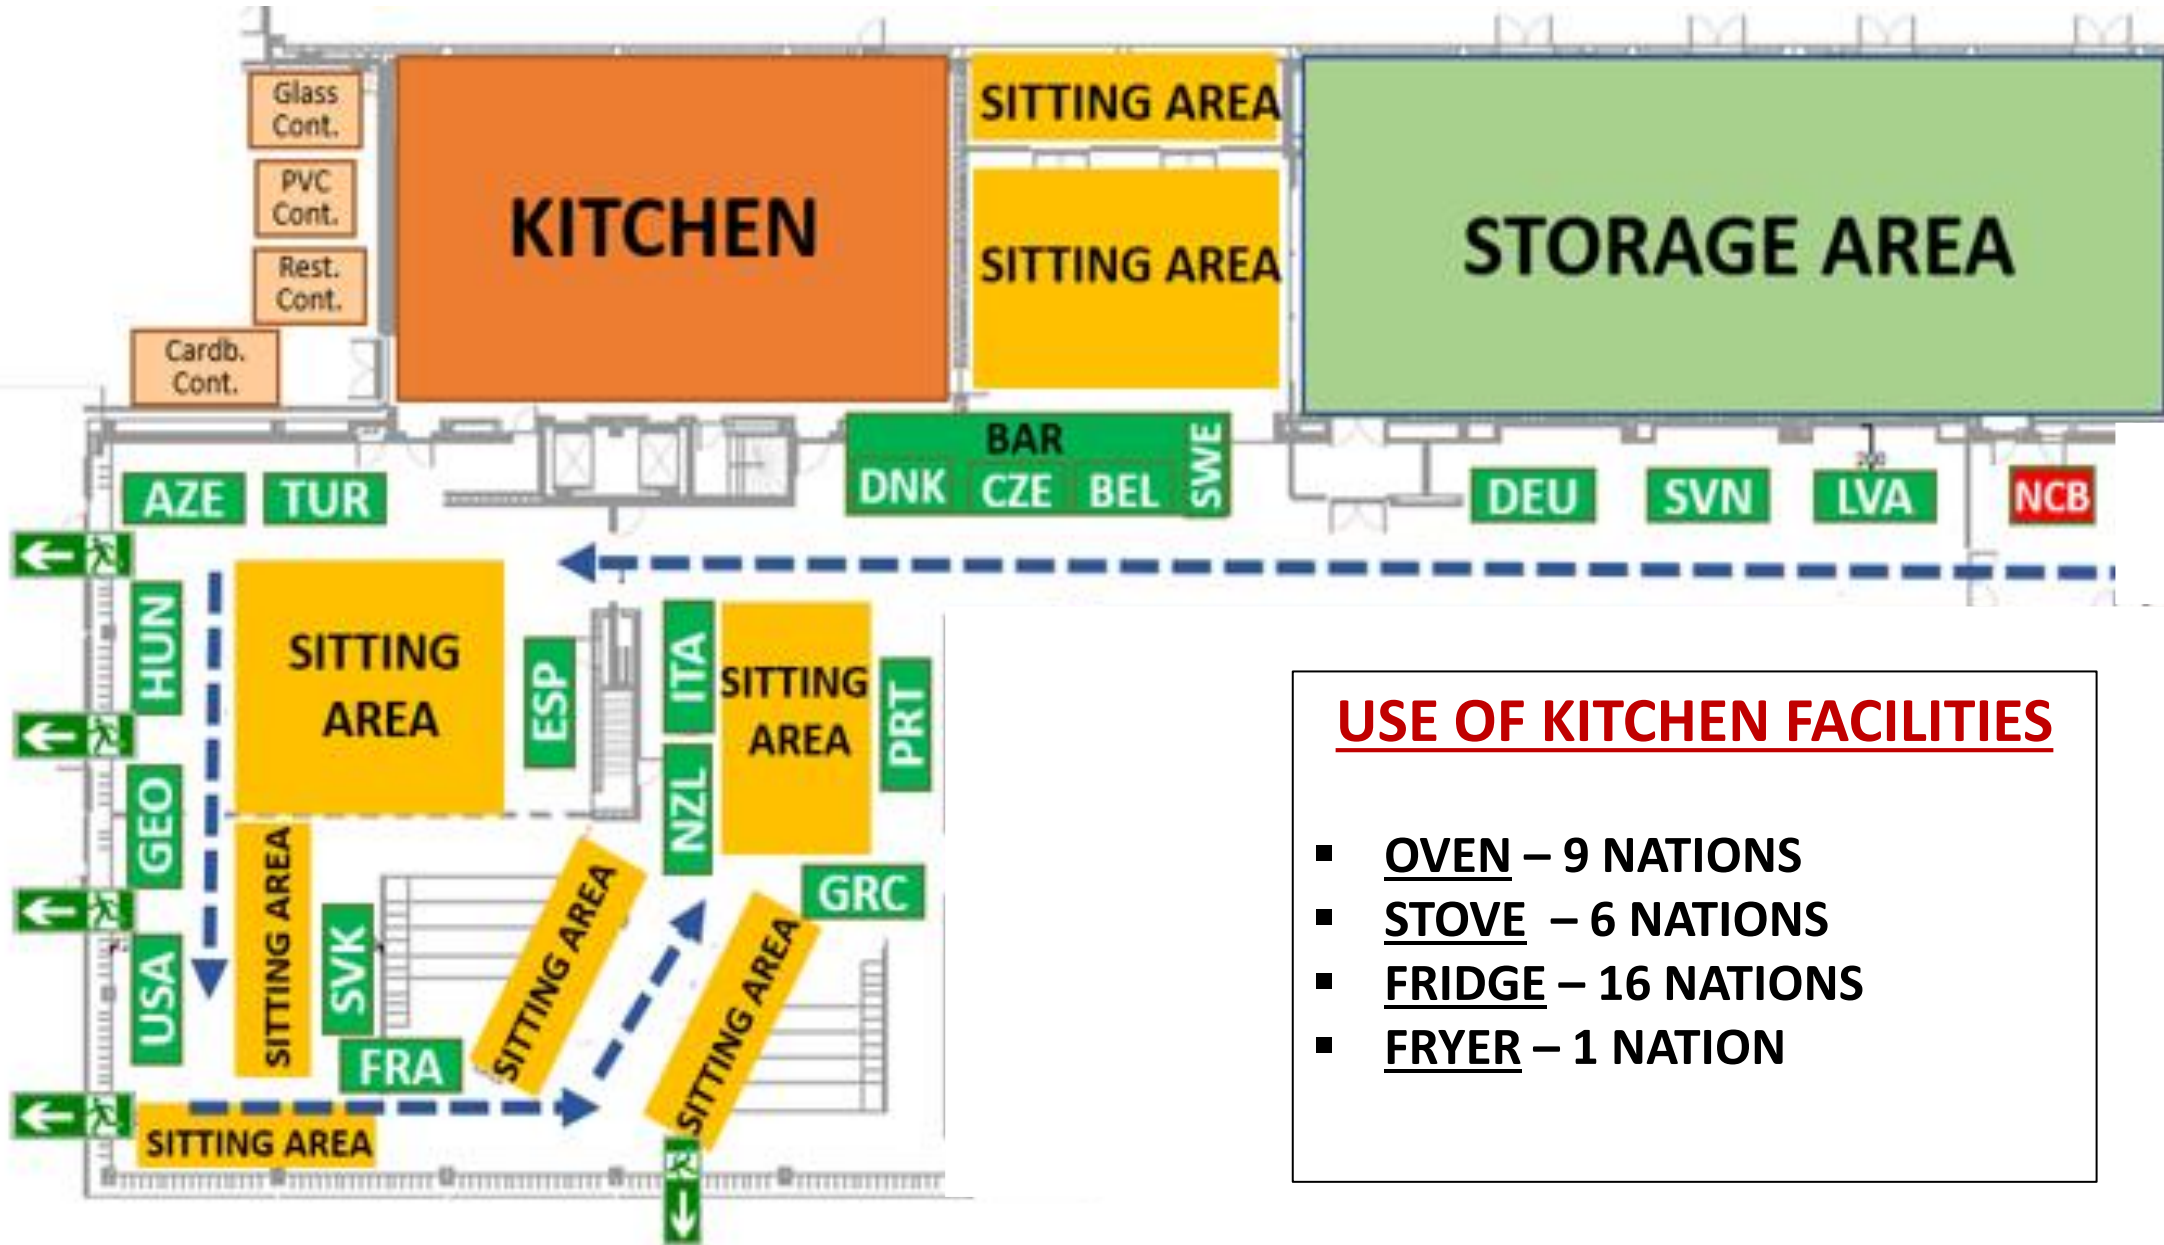 Glass
Cont.
PVC
Cont.
Rest.
Cont.
Cardb.
Cont.
KITCHEN
SITTING AREA
SITTING AREA
STORAGE AREA
BAR
DNK
CZE
BEL
SWE
AZE
TUR
DEU
SVN
LVA
NCB
HUN
GEO
USA
SITTING
AREA
ESP
ITA
NZL
SITTING
AREA
PRT
GRC
SITTING AREA
SVK
FRA
SITTING AREA
SITTING AREA
SITTING AREA
USE OF KITCHEN FACILITIES
▪ OVEN – 9 NATIONS
▪ STOVE – 6 NATIONS
▪ FRIDGE – 16 NATIONS
▪ FRYER – 1 NATION